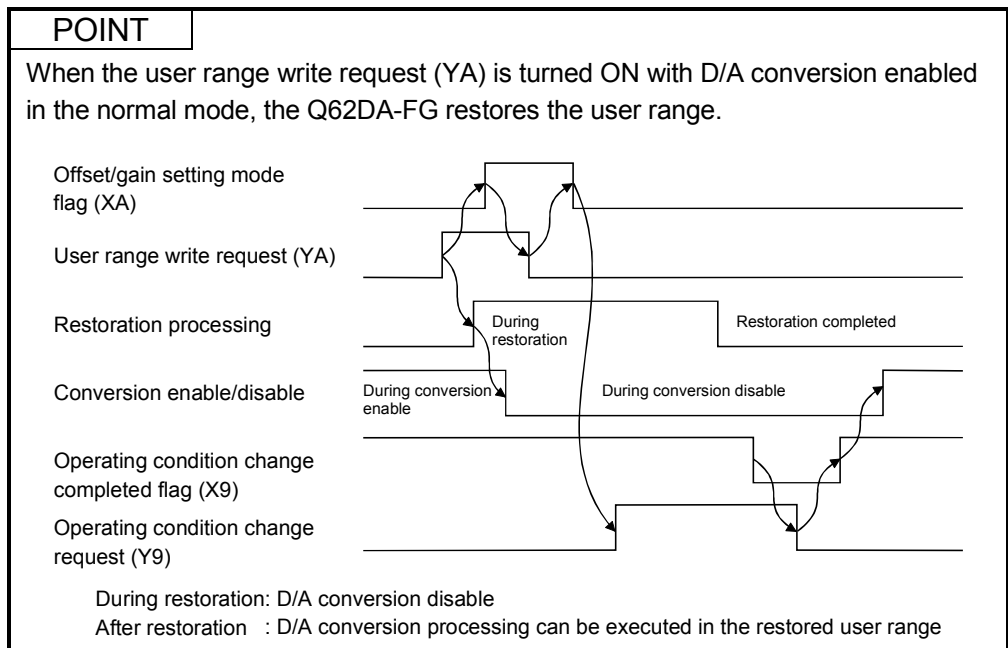 POINT
When the user range write request (YA) is turned ON with D/A conversion enabled
in the normal mode, the Q62DA-FG restores the user range.
Offset/gain setting mode
flag (XA)
User range write request (YA)
Restoration processing
During
restoration
Restoration completed
Conversion enable/disable
During conversion
enable
During conversion disable
Operating condition change
completed flag (X9)
Operating condition change
request (Y9)
During restoration: D/A conversion disable
After restoration : D/A conversion processing can be executed in the restored user range